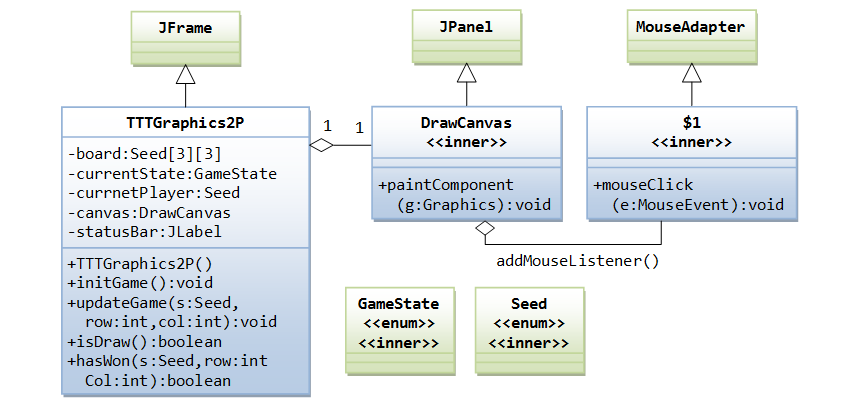 JFrame
JPanel
MouseAdapter
TTTGraphics2P
-board:Seed[3][3]
-currentState:GameState
-currnetPlayer:Seed
-canvas:DrawCanvas
-statusBar:JLabel
+TTTGraphics2P()
+initGame():void
+updateGame(s:Seed,
row:int,col:int):void
+isDraw():boolean
+hasWon(s:Seed,row:int
Col:int):boolean
1
1
DrawCanvas
<<inner>>
+paintComponent
(g:Graphics):void
$1
<<inner>>
+mouseClick
(e:MouseEvent):void
addMouseListener()
GameState
<<enum>>
<<inner>>
Seed
<<enum>>
<<inner>>